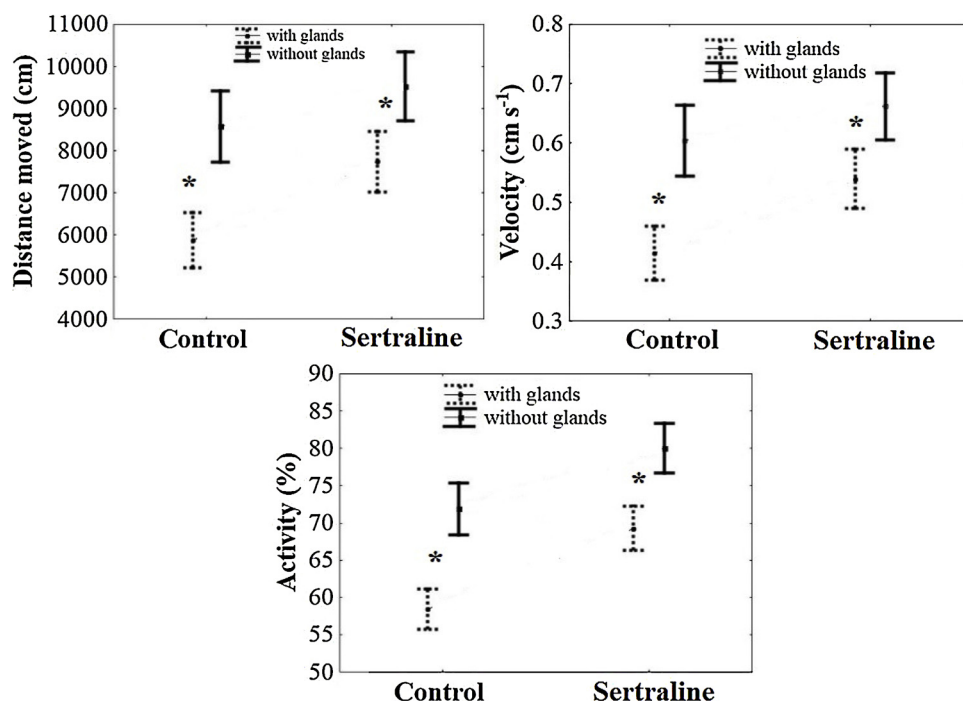 Distance moved (cm)
11000
10000
9000
8000
7000
6000
5000
4000
with glands
without glands
*
*
Control Sertraline
Velocity (cm s⁻¹)
0.8
0.7
0.6
0.5
0.4
0.3
with glands
without glands
*
*
Control Sertraline
Activity (%)
90
85
80
75
70
65
60
55
50
with glands
without glands
*
*
Control Sertraline